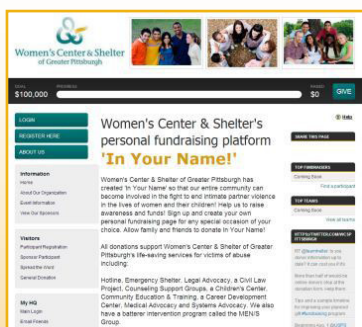 Women's Center & Shelter
of Greater Pittsburgh
GOAL
$100,000
PROGRESS
RAISED
$0
GIVE
LOGIN
REGISTER HERE
ABOUT US
Information
Home
About Our Organization
Event Information
View Our Sponsors
Visitors
Participant Registration
Sponsor Participant
Spread the Word
General Donation
My HQ
Main Login
Email Friends
Women's Center & Shelter's
personal fundraising platform
'In Your Name!'
Women's Center & Shelter of Greater Pittsburgh has
created 'In Your Name' so that our entire community can
become involved in the fight to end intimate partner violence
in the lives of women and their children! Help us to raise
awareness and funds! Sign up and create your own
personal fundraising page for any special occasion of your
choice. Allow family and friends to donate In Your Name!
All donations support Women's Center & Shelter of Greater
Pittsburgh's life-saving services for victims of abuse
including:
Hotline, Emergency Shelter, Legal Advocacy, a Civil Law
Project, Counseling Support Groups, a Children's Center,
Community Education & Training, a Career Development
Center, Medical Advocacy and Systems Advocacy. We also
have a batterer intervention program called the MEN'S
Group.
Help
SHARE THIS PAGE
TOP FUNDRAISERS
Coming Soon
Find a participant
TOP TEAMS
Coming Soon
View all teams